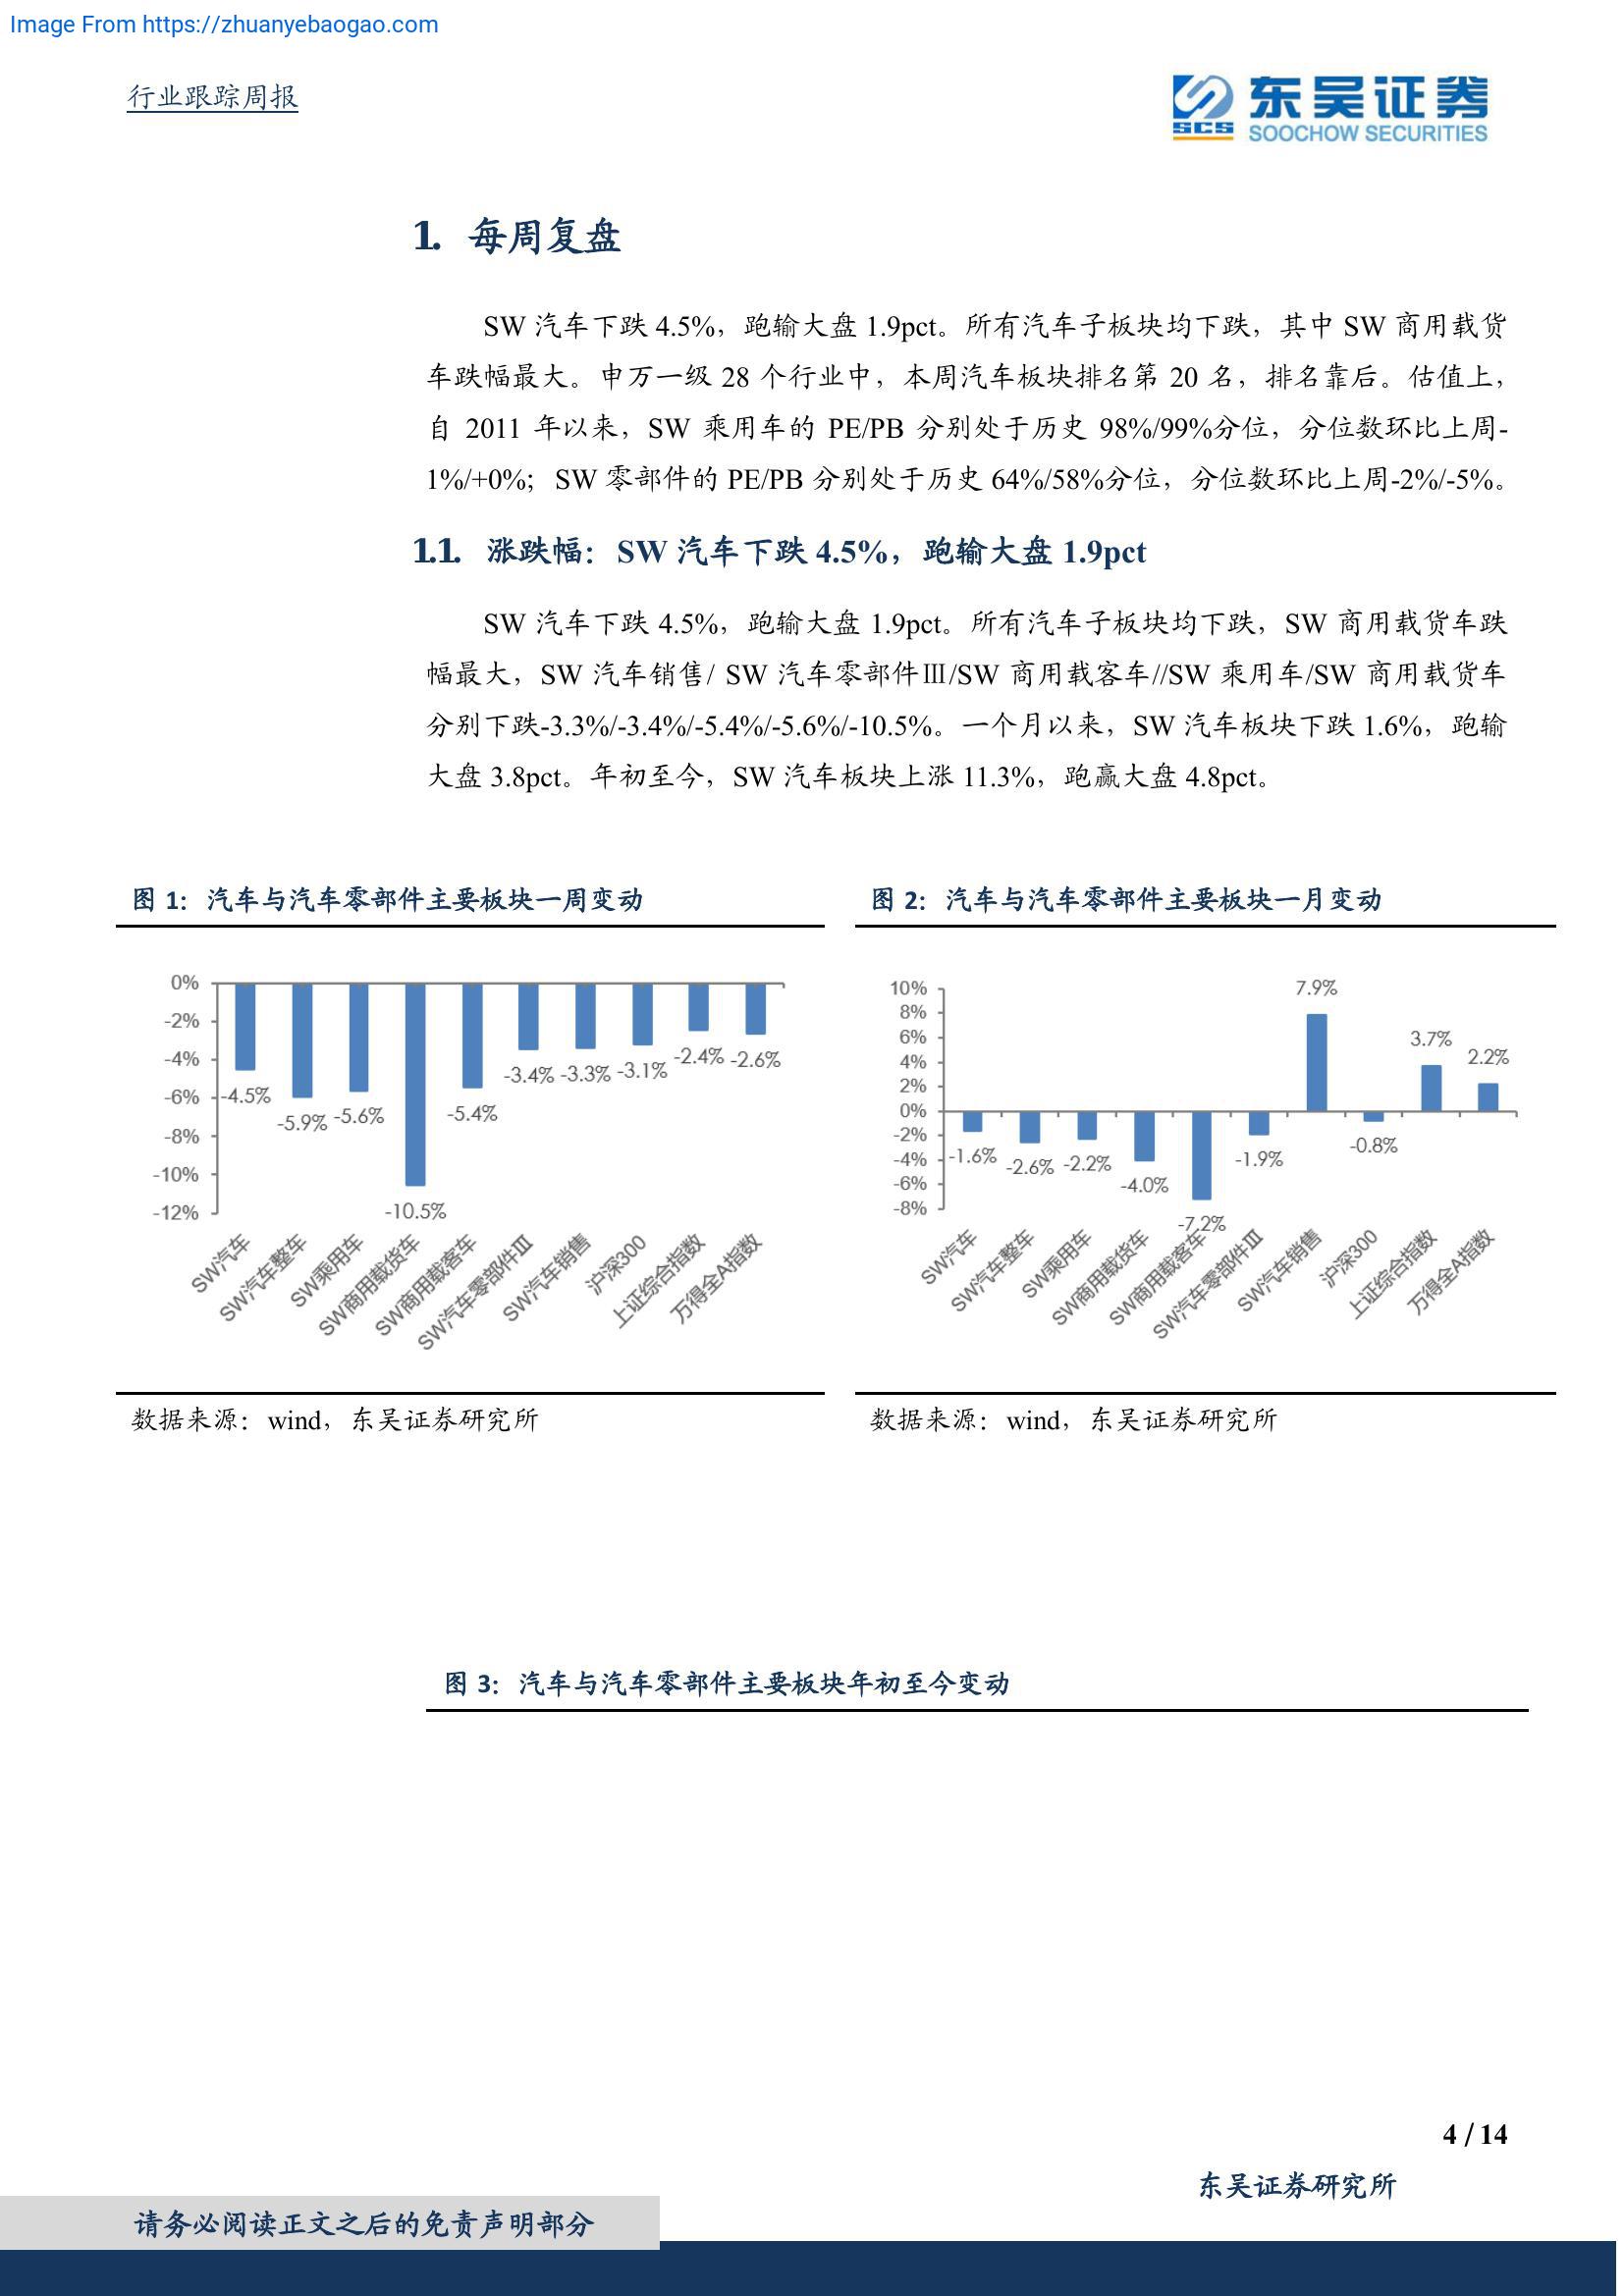 Image From https://zhuanyebaogao.com
行业跟踪周报
SCS
东吴证券
SOOCHOW SECURITIES
1. 每周复盘
SW 汽车下跌 4.5%，跑输大盘 1.9pct。所有汽车子板块均下跌，其中 SW 商用载货
车跌幅最大。申万一级 28 个行业中，本周汽车板块排名第 20 名，排名靠后。估值上，
自 2011 年以来，SW 乘用车的 PE/PB 分别处于历史 98%/99%分位，分位数环比上周-
1%/+0%；SW 零部件的 PE/PB 分别处于历史 64%/58%分位，分位数环比上周-2%/-5%。
1.1. 涨跌幅：SW 汽车下跌 4.5%，跑输大盘 1.9pct
SW 汽车下跌 4.5%，跑输大盘 1.9pct。所有汽车子板块均下跌，SW 商用载货车跌
幅最大，SW 汽车销售/ SW 汽车零部件Ⅲ/SW 商用载客车//SW 乘用车/SW 商用载货车
分别下跌-3.3%/-3.4%/-5.4%/-5.6%/-10.5%。一个月以来，SW 汽车板块下跌 1.6%，跑输
大盘 3.8pct。年初至今，SW 汽车板块上涨 11.3%，跑赢大盘 4.8pct。
图 1：汽车与汽车零部件主要板块一周变动
0%
-2%
-4%
-6%
-8%
-10%
-12%
-4.5%
-5.9%
-5.6%
-10.5%
-5.4%
-3.4%
-3.3%
-3.1%
-2.4%
-2.6%
SW汽车
SW汽车整车
SW乘用车
SW商用载货车
SW商用载客车
SW汽车零部件Ⅲ
SW汽车销售
沪深300
上证综合指数
万得全A指数
数据来源：wind，东吴证券研究所
图 2：汽车与汽车零部件主要板块一月变动
10%
8%
6%
4%
2%
0%
-2%
-4%
-6%
-8%
-1.6%
-2.6%
-2.2%
-4.0%
-7.2%
-1.9%
7.9%
-0.8%
3.7%
2.2%
SW汽车
SW汽车整车
SW乘用车
SW商用载货车
SW商用载客车
SW汽车零部件Ⅲ
SW汽车销售
沪深300
上证综合指数
万得全A指数
数据来源：wind，东吴证券研究所
图 3：汽车与汽车零部件主要板块年初至今变动
4 / 14
东吴证券研究所
请务必阅读正文之后的免责声明部分